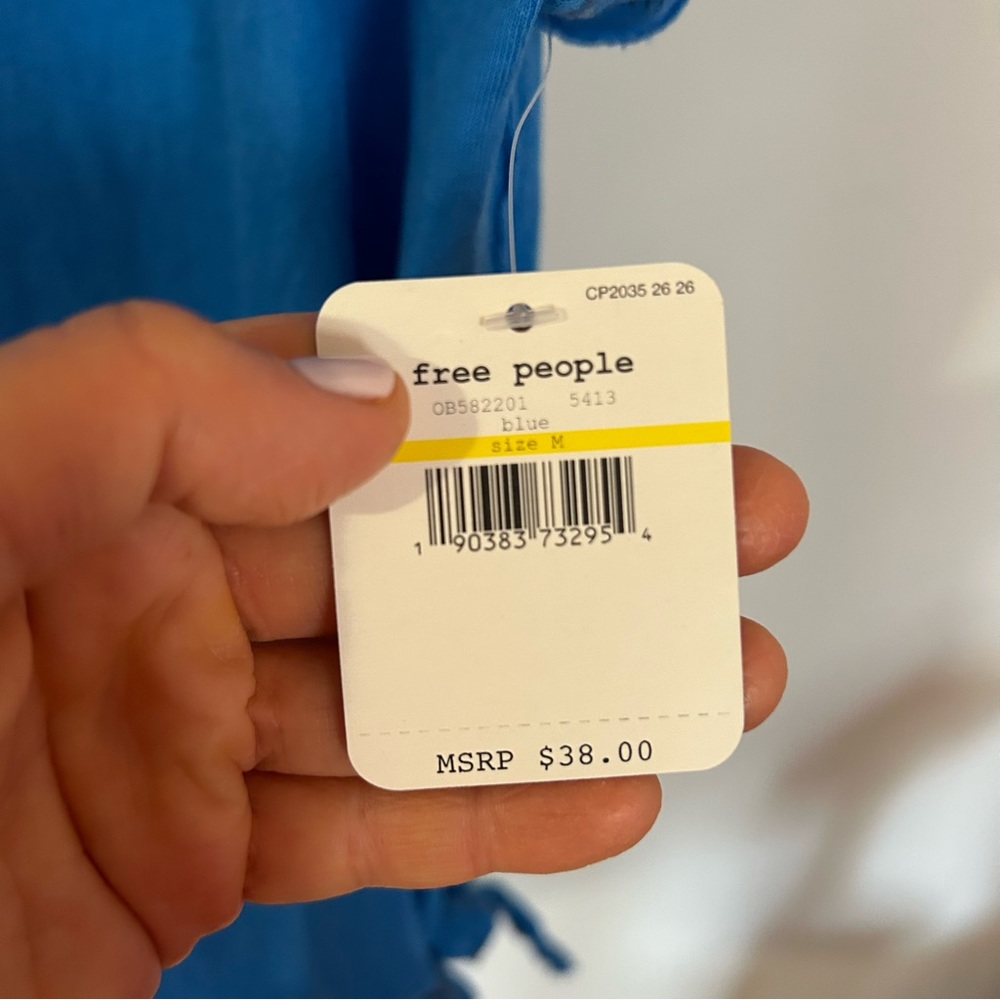 CP2035 26 26
free people
OB582201 5413
blue
size M
1 90383 73295 4
MSRP $38.00